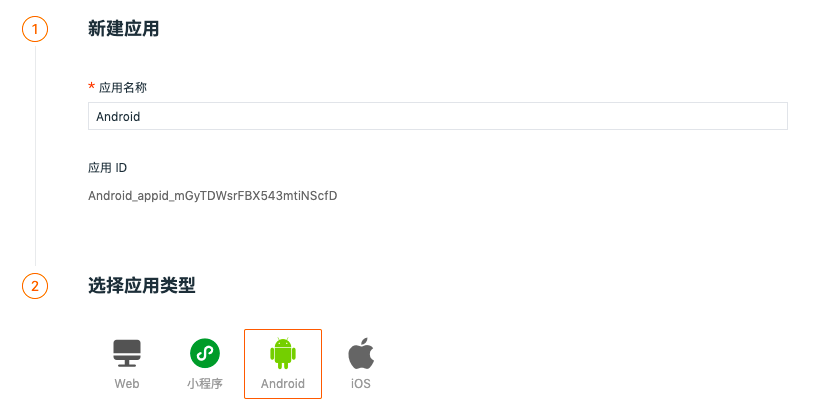 1
新建应用
* 应用名称
Android
应用 ID
Android_appid_mGyTDWsrFBX543mtiNScfD
2
选择应用类型
Web
小程序
Android
iOS